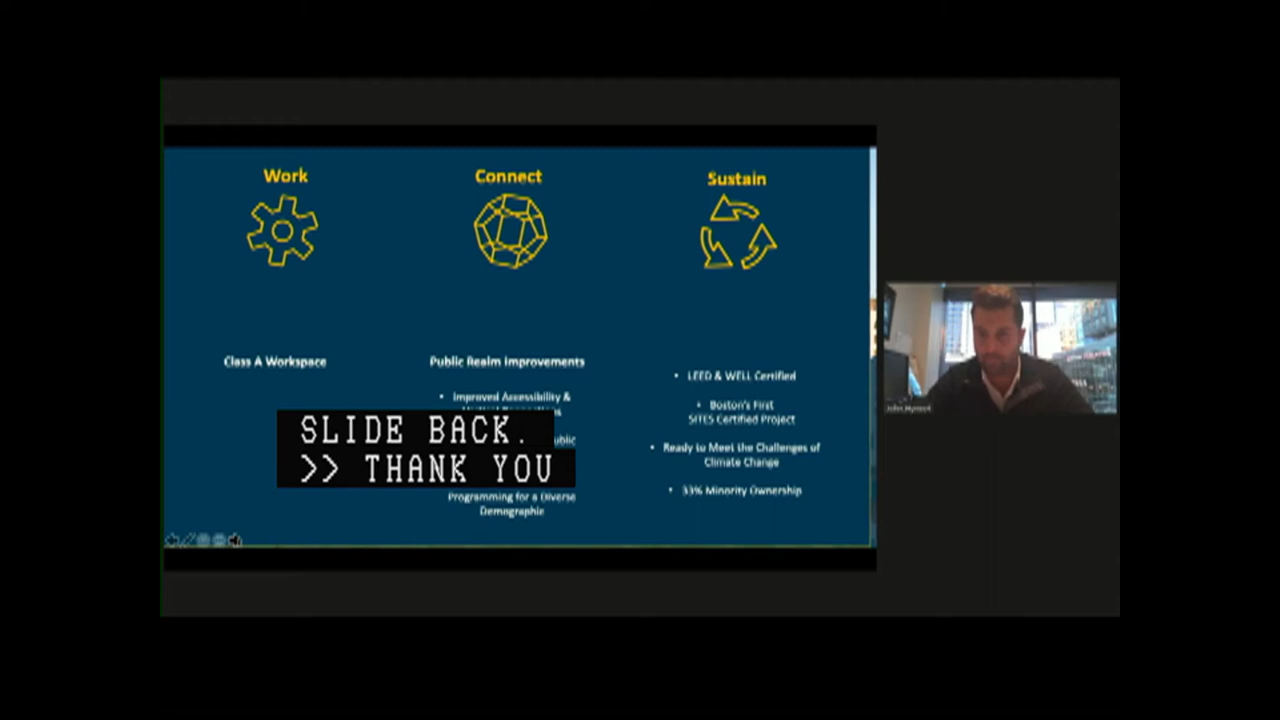 Work
Connect
Sustain
Class A Workspace
Public Realm Improvements
• LEED & WELL Certified
• Improved Accessibility &
• Boston's First
SITES Certified Project
SLIDE BACK.
• Ready to Meet the Challenges of
Climate Change
>> THANK YOU
• 33% Minority Ownership
Programming for a Diverse
Demographic